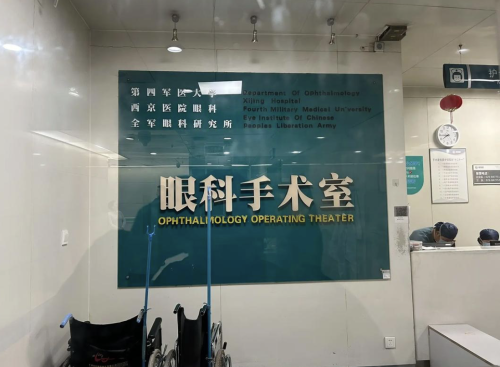 第四军医大学
西京医院眼科
全军眼科研究所
Department Of Ophthalmology
Xijing Hospital
Fourth Military Medical University
Eye Institute Of Chinese
Peoples Liberation Army
眼科手术室
OPHTHALMOLOGY OPERATING THEATER
护